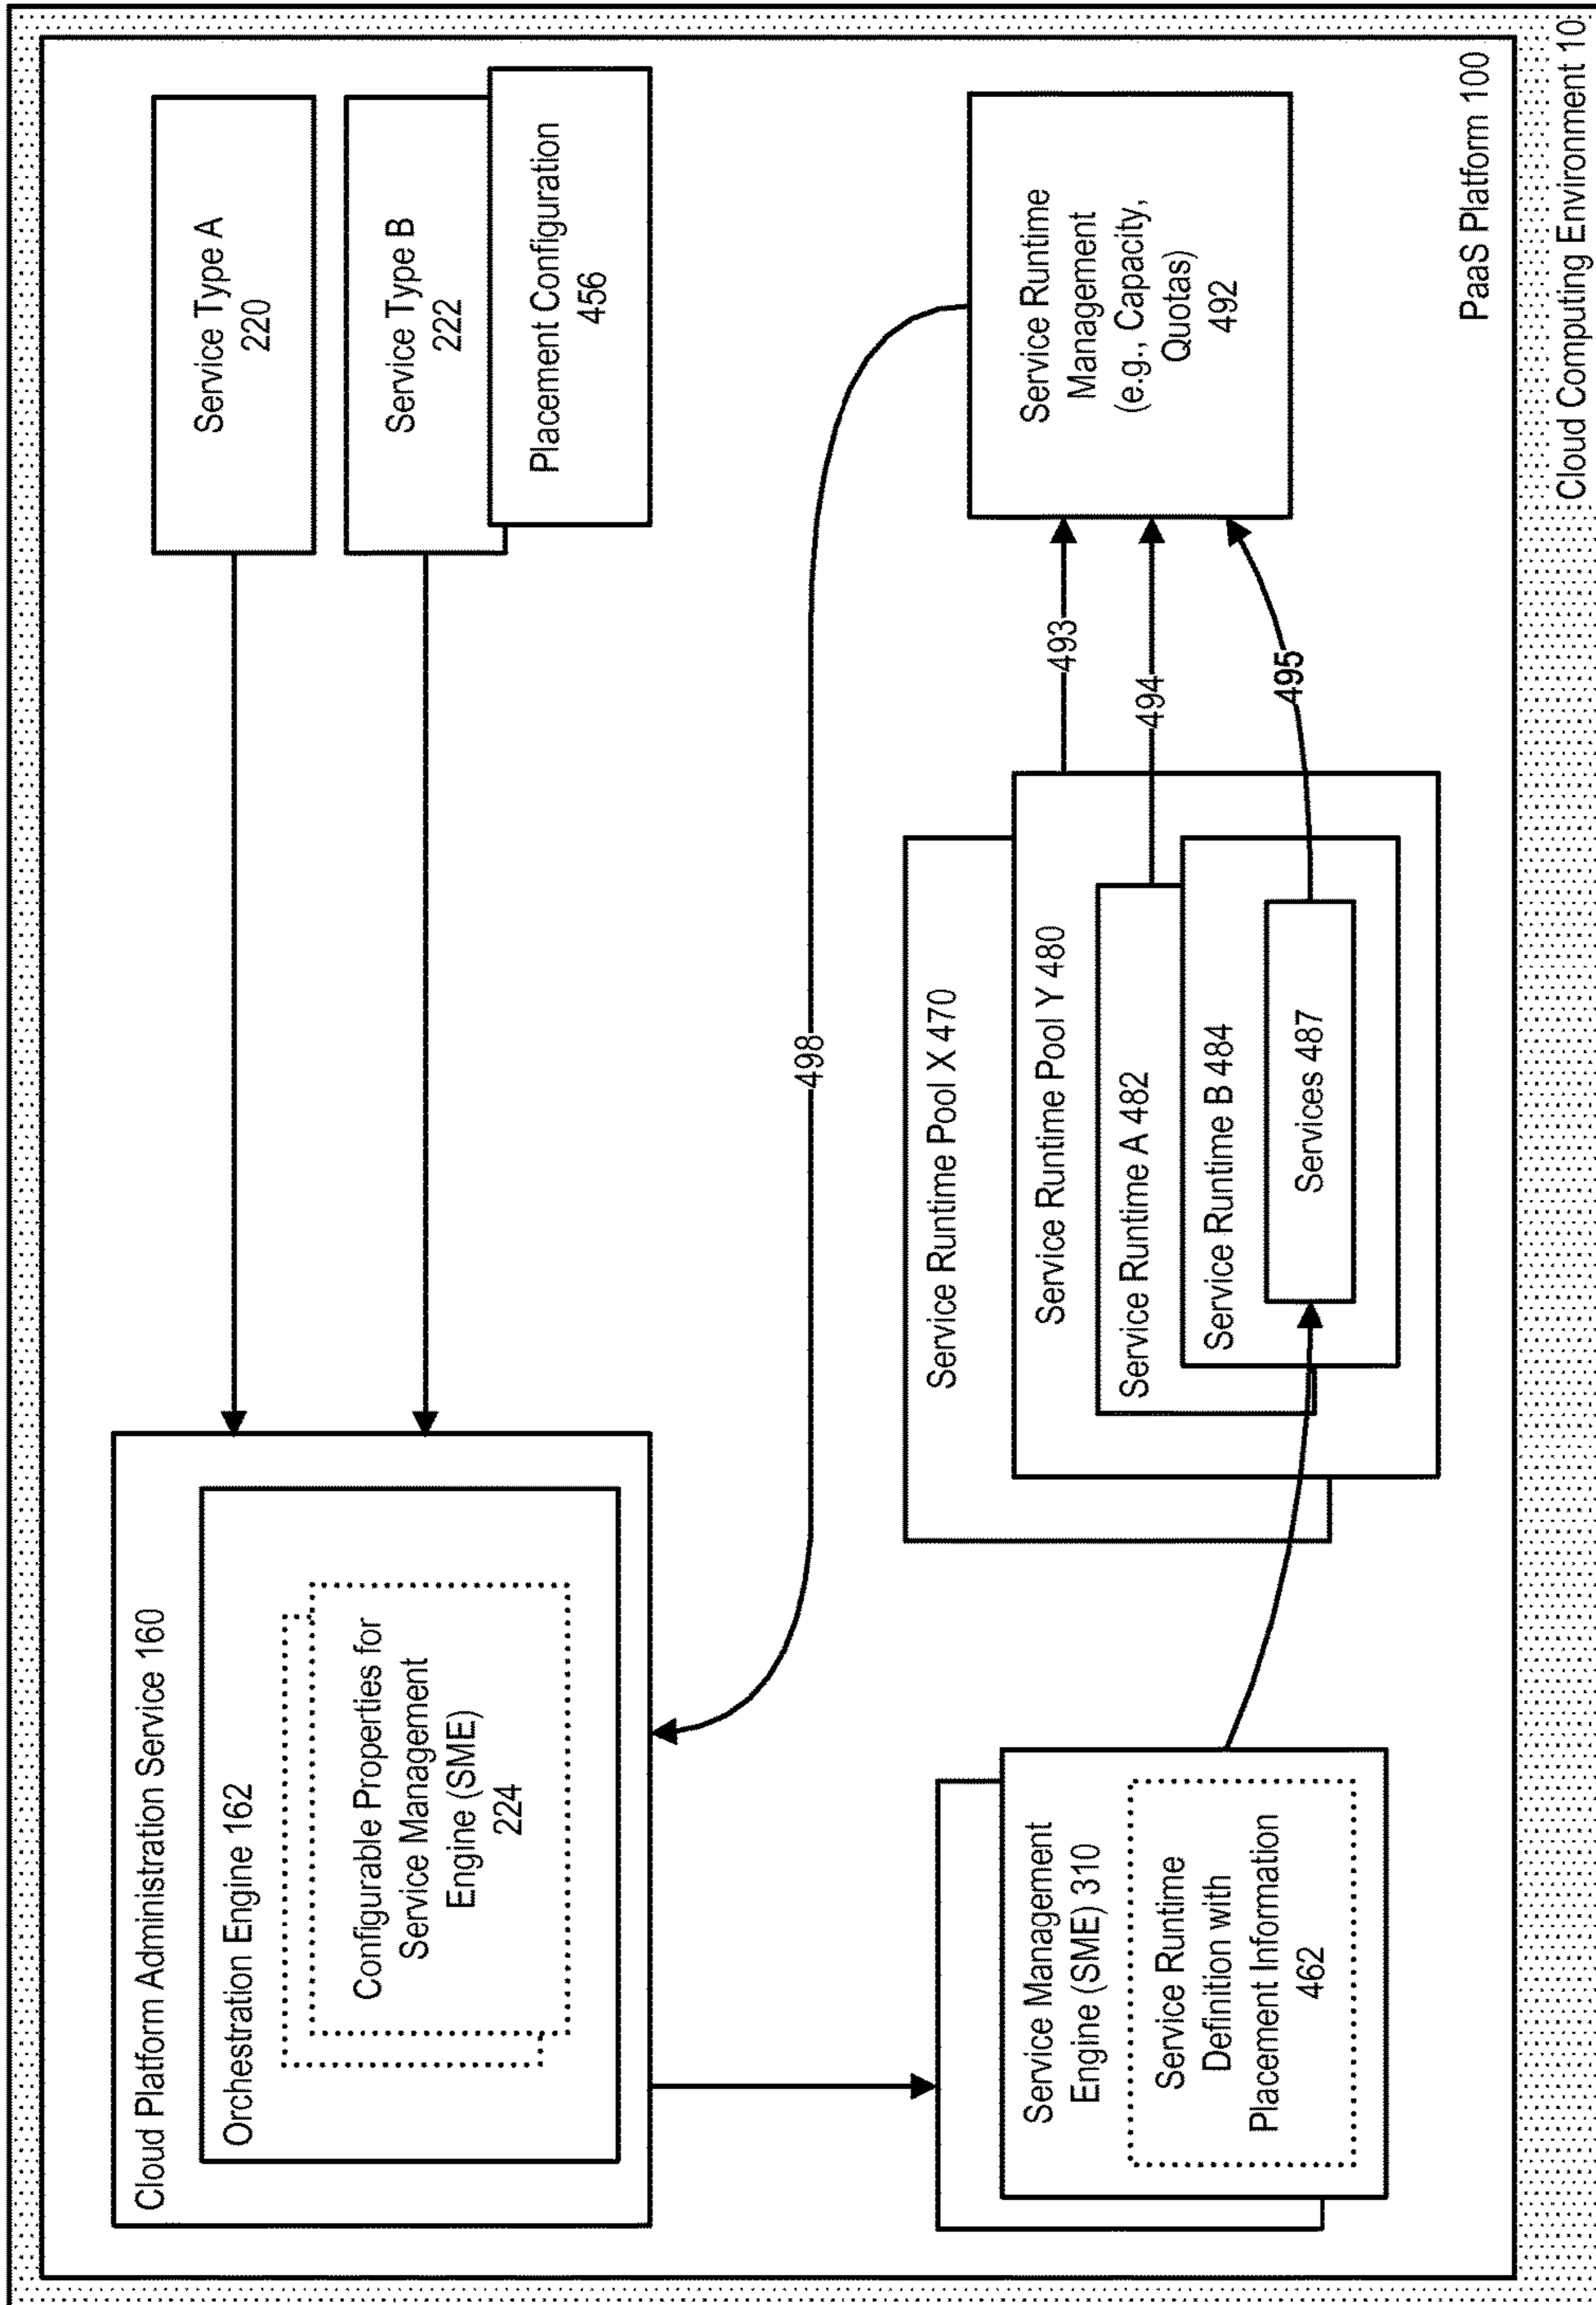 Cloud Platform Administration Service 160
Orchestration Engine 162
Configurable Properties for
Service Management
Engine (SME)
224
Service Type A
220
Service Type B
222
Placement Configuration
456
498
Service Management
Engine (SME) 310
Service Runtime
Definition with
Placement Information
462
Service Runtime Pool X 470
Service Runtime Pool Y 480
Service Runtime A 482
Service Runtime B 484
Services 487
493
494
495
Service Runtime
Management
(e.g., Capacity,
Quotas)
492
PaaS Platform 100
Cloud Computing Environment 10